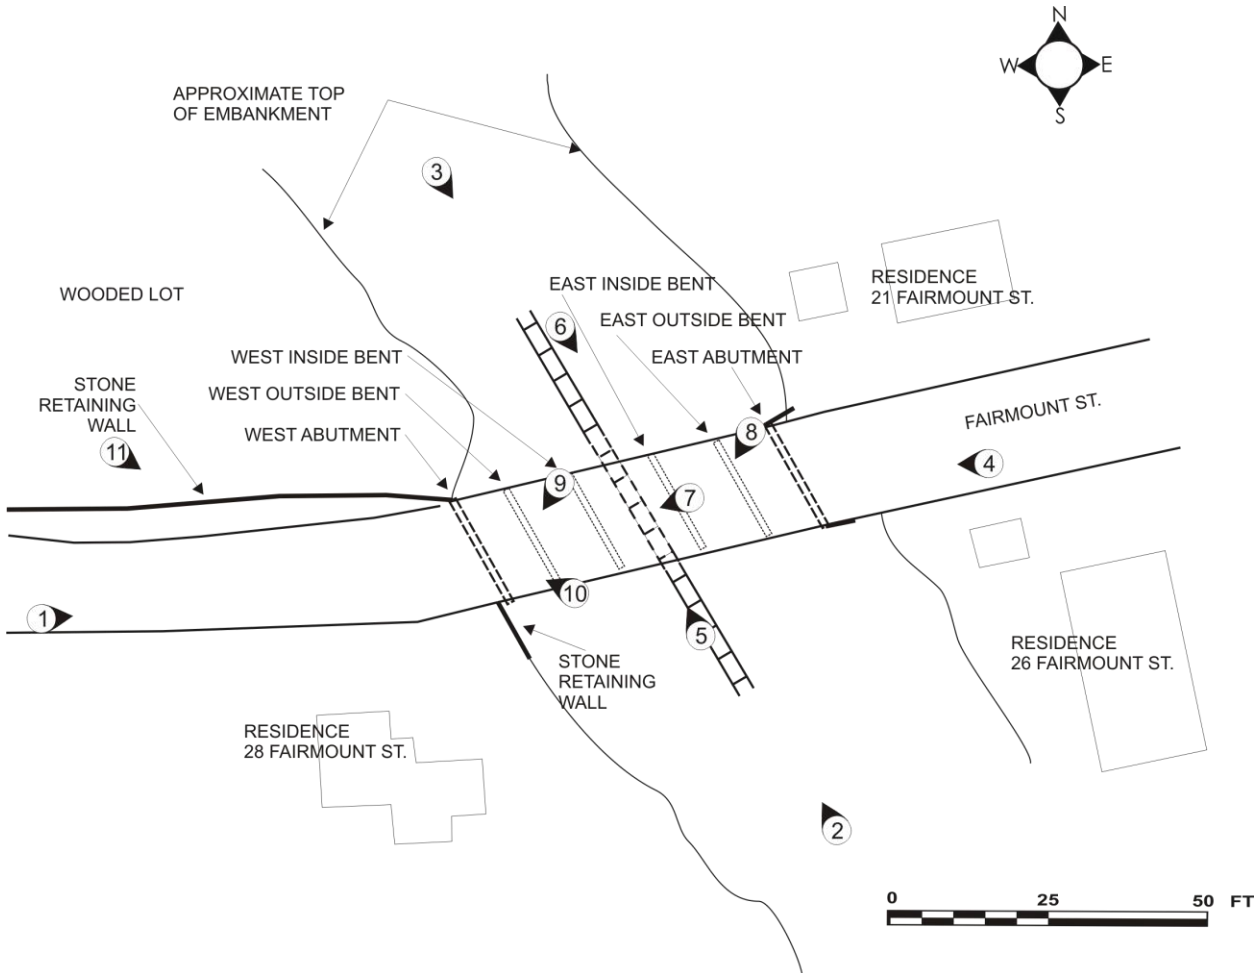 N
W E
S
APPROXIMATE TOP
OF EMBANKMENT
3
WOODED LOT
RESIDENCE
21 FAIRMOUNT ST.
EAST INSIDE BENT
6
EAST OUTSIDE BENT
WEST INSIDE BENT
EAST ABUTMENT
STONE
RETAINING
WALL
WEST OUTSIDE BENT
FAIRMOUNT ST.
WEST ABUTMENT
8
11
4
9
7
10
1
5
STONE
RETAINING
WALL
RESIDENCE
26 FAIRMOUNT ST.
RESIDENCE
28 FAIRMOUNT ST.
2
0 25 50 FT